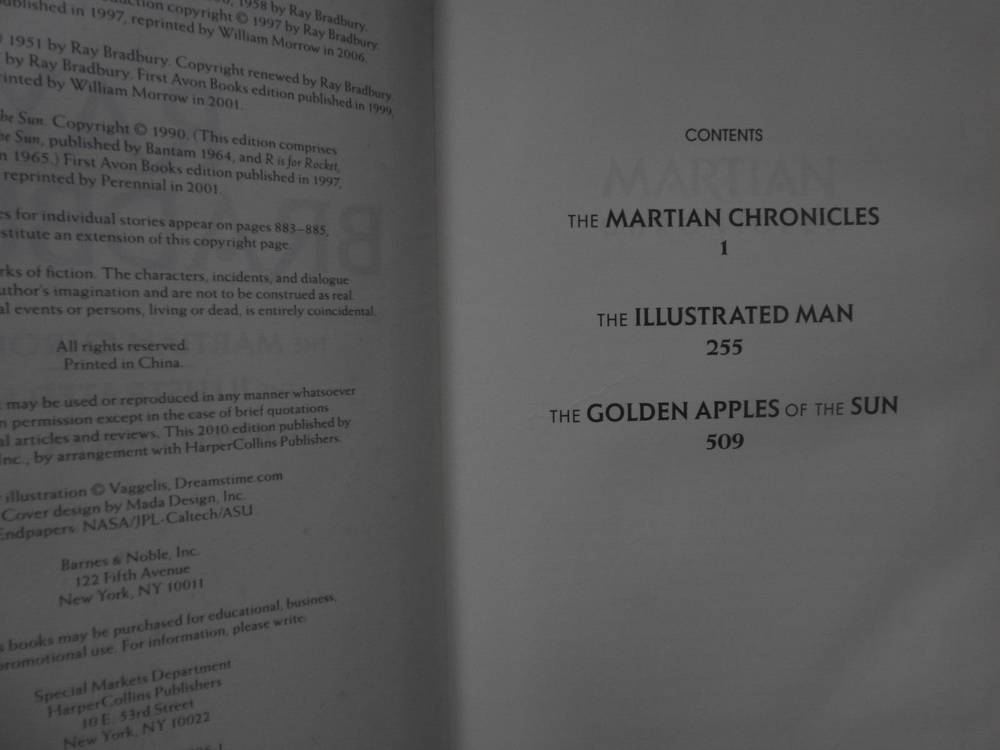 1958 by Ray Bradbury.
duction copyright © 1997 by Ray Bradbury.
ublished in 1997, reprinted by William Morrow in 2006.
1951 by Ray Bradbury. Copyright renewed by Ray Bradbury
by Ray Bradbury. First Avon Books edition published in 1999,
rinted by William Morrow in 2001.
he Sun. Copyright © 1990. (This edition comprises
he Sun, published by Bantam 1964, and R is for Rocket,
n 1965.) First Avon Books edition published in 1997,
reprinted by Perennial in 2001.
s for individual stories appear on pages 883–885,
stitute an extension of this copyright page.
rks of fiction. The characters, incidents, and dialogue
uthor's imagination and are not to be construed as real.
al events or persons, living or dead, is entirely coincidental.
All rights reserved.
Printed in China.
may be used or reproduced in any manner whatsoever
n permission except in the case of brief quotations
al articles and reviews. This 2010 edition published by
Inc., by arrangement with HarperCollins Publishers.
illustration © Vaggelis, Dreamstime.com
Cover design by Mada Design, Inc.
Endpapers: NASA/JPL-Caltech/ASU
Barnes & Noble, Inc.
122 Fifth Avenue
New York, NY 10011
s books may be purchased for educational, business,
promotional use. For information, please write:
Special Markets Department
HarperCollins Publishers
10 E. 53rd Street
New York, NY 10022
CONTENTS
THE MARTIAN CHRONICLES
1
THE ILLUSTRATED MAN
255
THE GOLDEN APPLES OF THE SUN
509